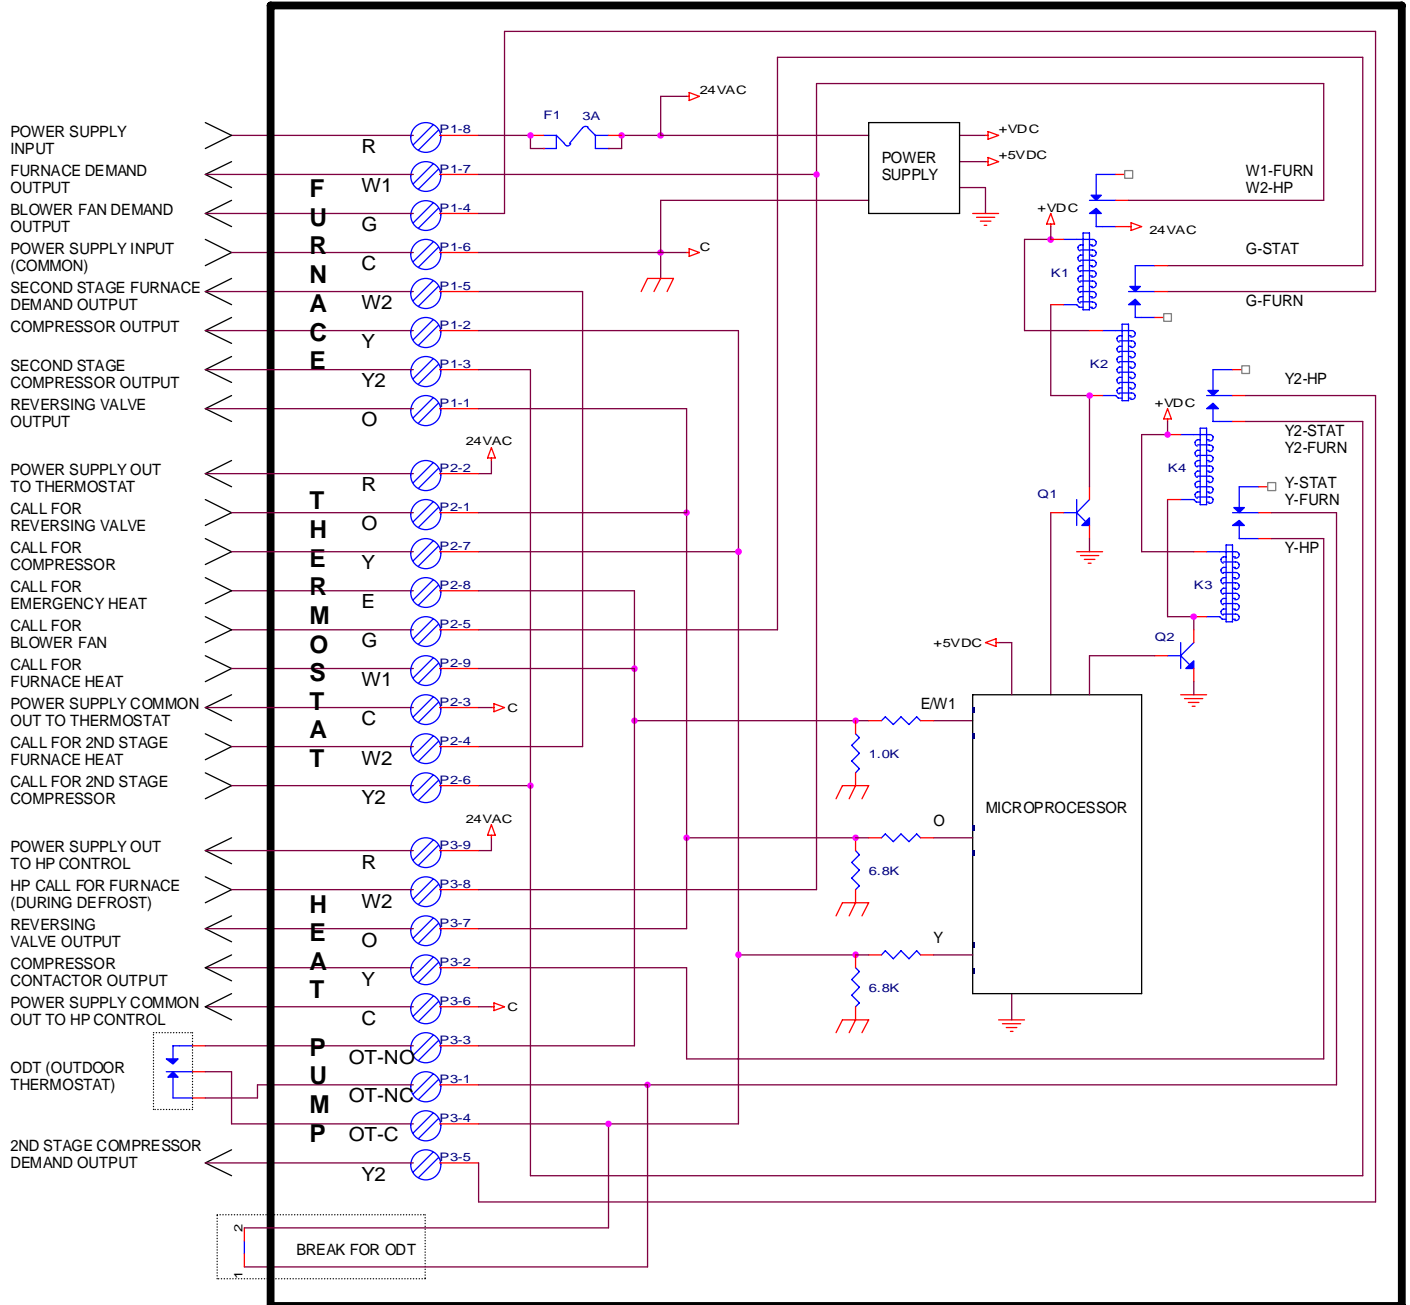 24VAC
F1 3A
POWER SUPPLY
INPUT
R
P1-8
FURNACE DEMAND
OUTPUT
W1
P1-7
BLOWER FAN DEMAND
OUTPUT
G
P1-4
POWER SUPPLY INPUT
(COMMON)
C
P1-6
C
SECOND STAGE FURNACE
DEMAND OUTPUT
W2
P1-5
COMPRESSOR OUTPUT
Y
P1-2
SECOND STAGE
COMPRESSOR OUTPUT
Y2
P1-3
REVERSING VALVE
OUTPUT
O
P1-1
FURNACE
POWER
SUPPLY
+VDC
+5VDC
W1-FURN
W2-HP
+VDC
24VAC
K1
G-STAT
G-FURN
K2
Y2-HP
+VDC
Y2-STAT
Y2-FURN
K4
Y-STAT
Y-FURN
Y-HP
K3
Q1
Q2
24VAC
POWER SUPPLY OUT
TO THERMOSTAT
R
P2-2
CALL FOR
REVERSING VALVE
O
P2-1
CALL FOR
COMPRESSOR
Y
P2-7
CALL FOR
EMERGENCY HEAT
E
P2-8
CALL FOR
BLOWER FAN
G
P2-5
CALL FOR
FURNACE HEAT
W1
P2-9
POWER SUPPLY COMMON
OUT TO THERMOSTAT
C
P2-3
C
CALL FOR 2ND STAGE
FURNACE HEAT
W2
P2-4
CALL FOR 2ND STAGE
COMPRESSOR
Y2
P2-6
THERMOSTAT
+5VDC
E/W1
1.0K
MICROPROCESSOR
O
6.8K
Y
6.8K
24VAC
POWER SUPPLY OUT
TO HP CONTROL
R
P3-9
HP CALL FOR FURNACE
(DURING DEFROST)
W2
P3-8
REVERSING
VALVE OUTPUT
O
P3-7
COMPRESSOR
CONTACTOR OUTPUT
Y
P3-2
POWER SUPPLY COMMON
OUT TO HP CONTROL
C
P3-6
C
OT-NO
P3-3
ODT (OUTDOOR
THERMOSTAT)
OT-NC
P3-1
OT-C
P3-4
2ND STAGE COMPRESSOR
DEMAND OUTPUT
Y2
P3-5
HEAT PUMP
2
BREAK FOR ODT
1